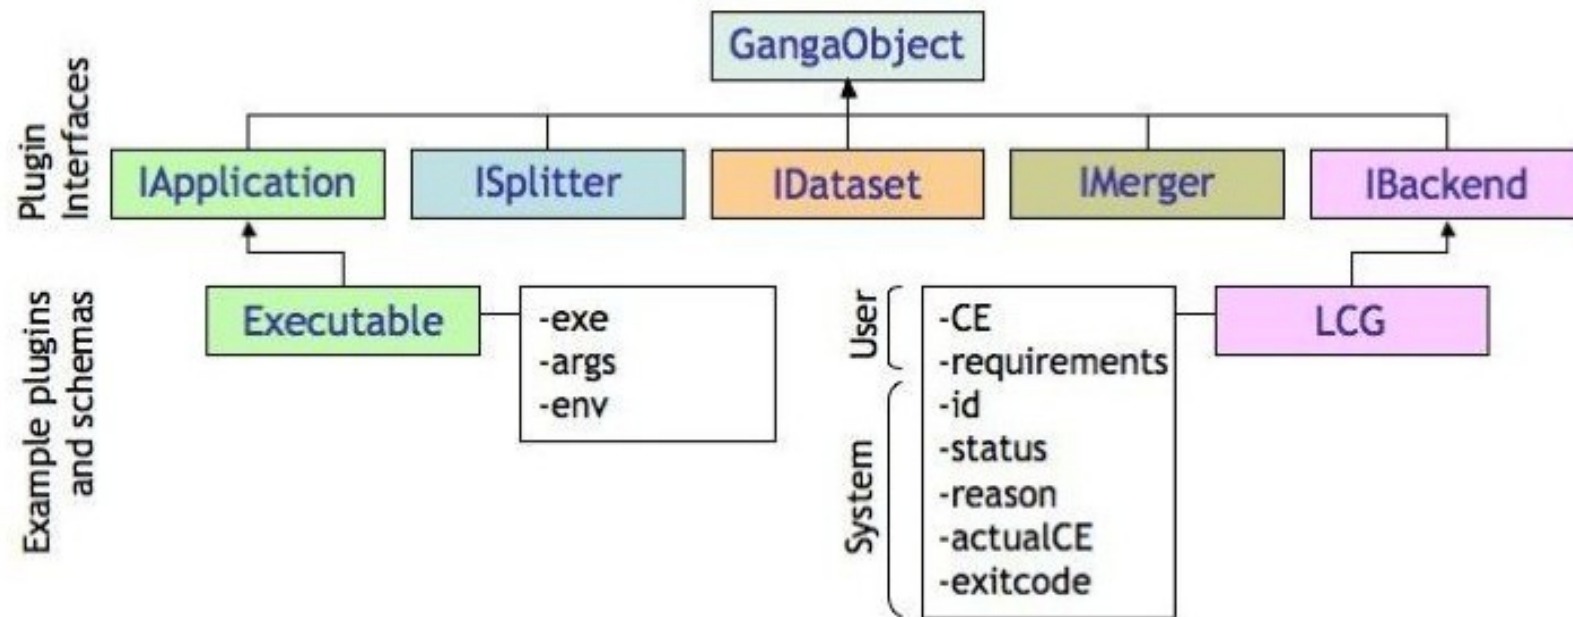 GangaObject
Plugin
Interfaces
IApplication
ISplitter
IDataset
IMerger
IBackend
Example plugins
and schemas
Executable
-exe
-args
-env
User
System
-CE
-requirements
-id
-status
-reason
-actualCE
-exitcode
LCG